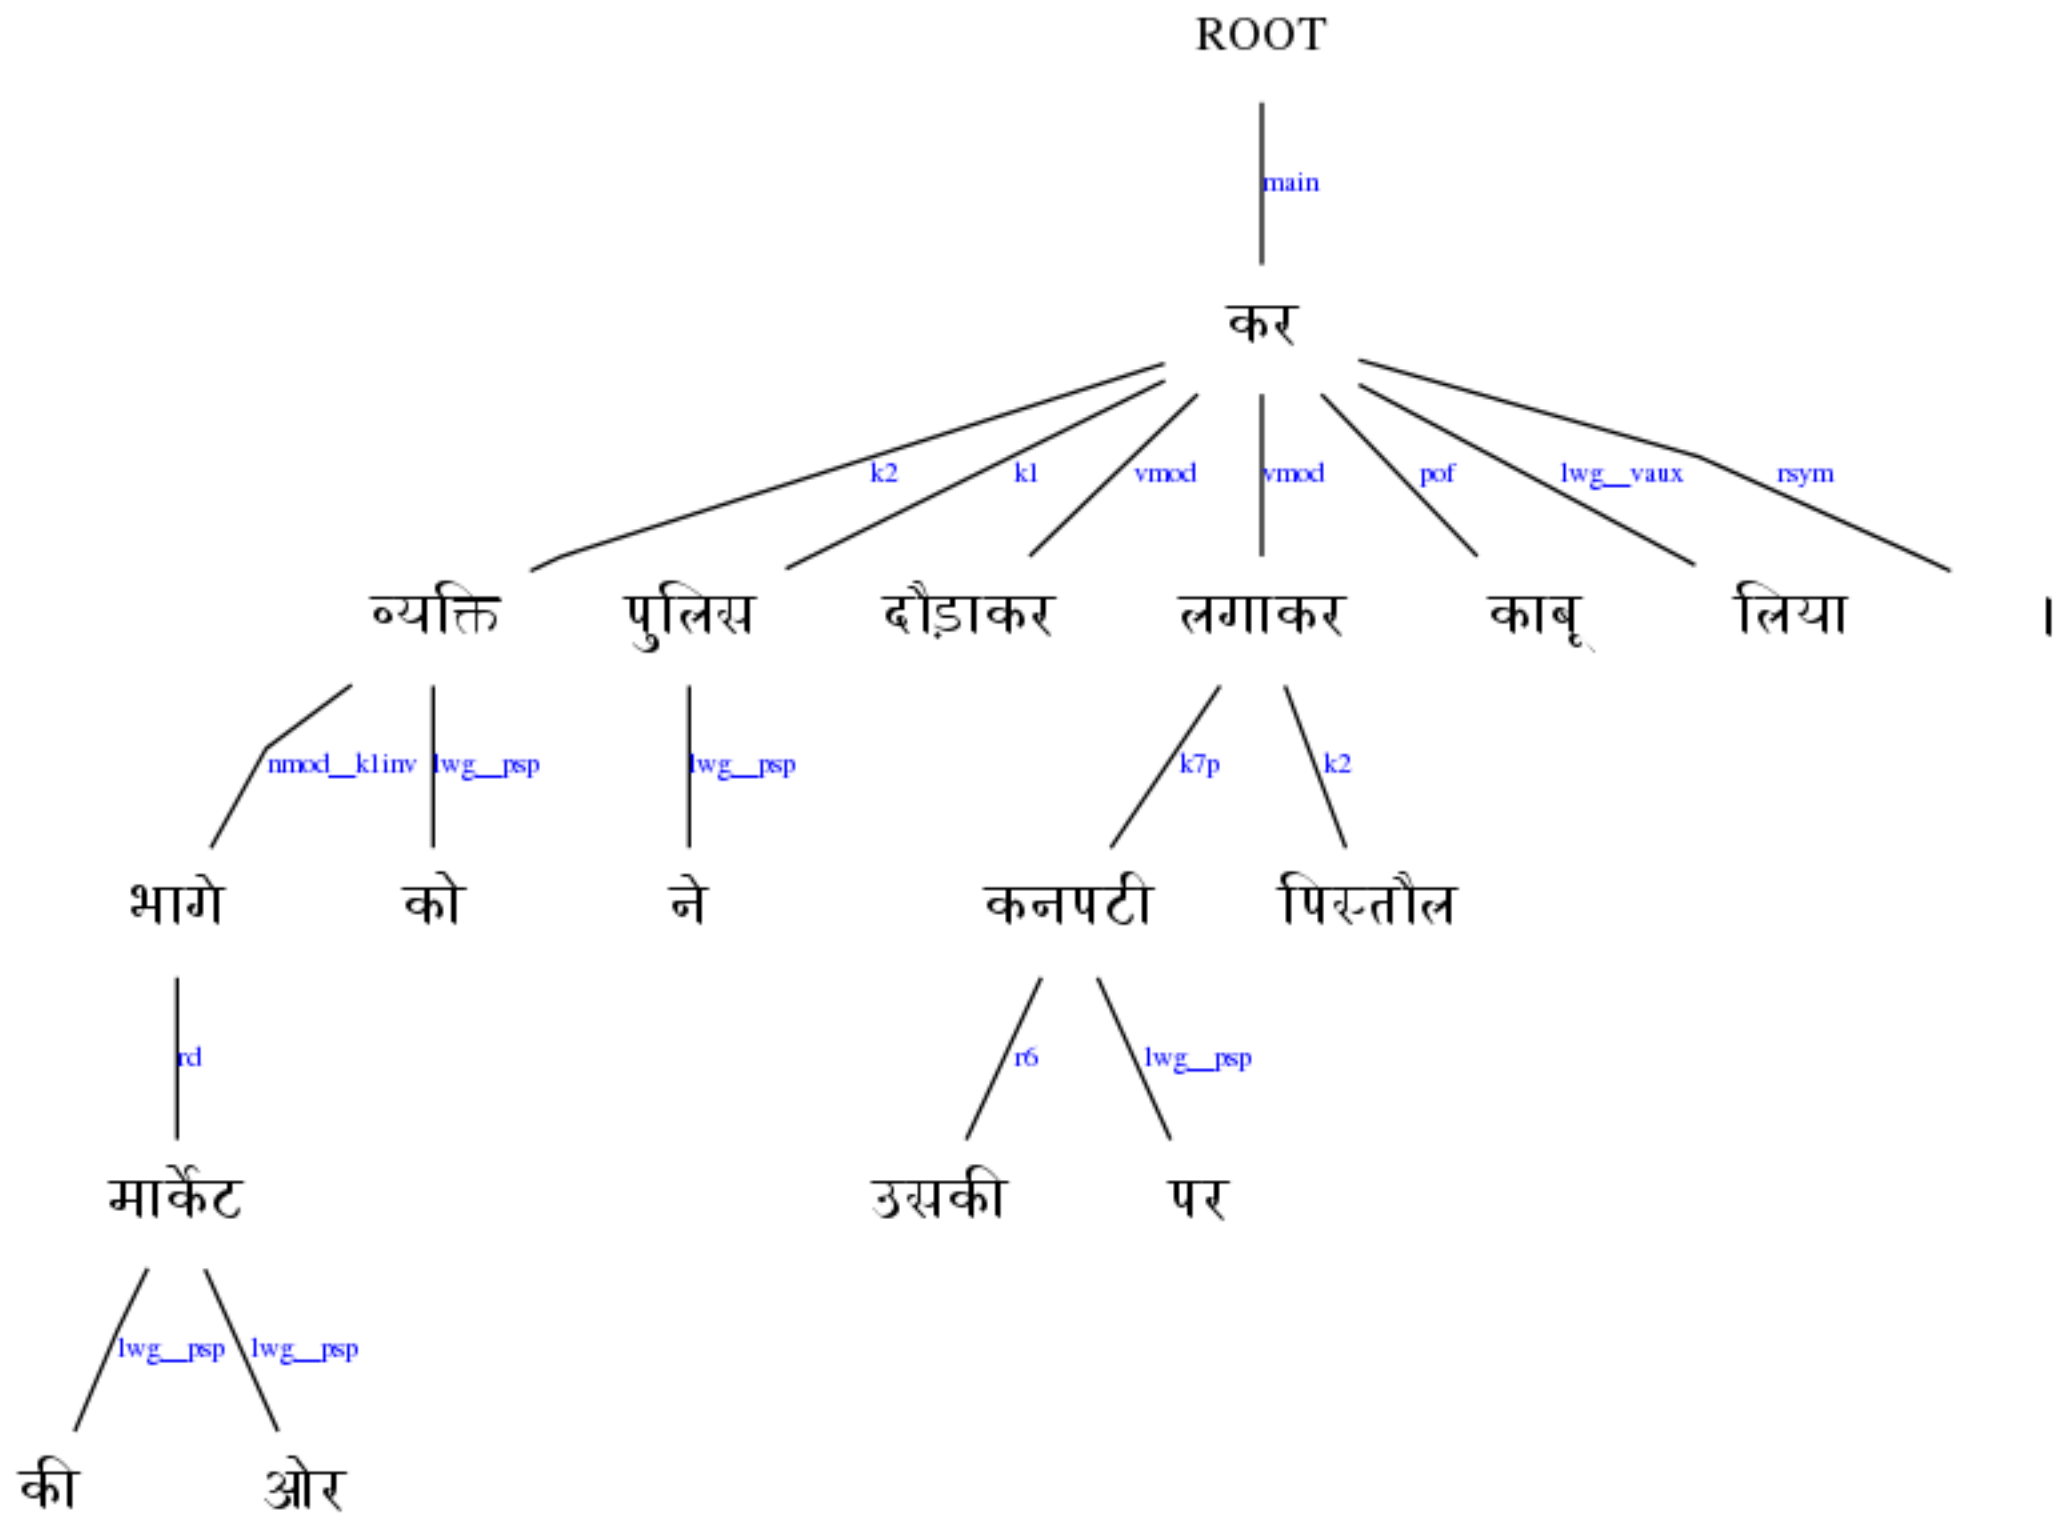 ROOT
main
कर
k2 k1 vmod vmod pof lwg__vaux rsym
व्यक्ति पुलिस दौड़ाकर लगाकर काबू लिया ।
nmod__k1inv lwg__psp lwg__psp k7p k2
भागे को ने कनपटी पिस्तौल
rd r6 lwg__psp
मार्केट उसकी पर
lwg__psp lwg__psp
की ओर